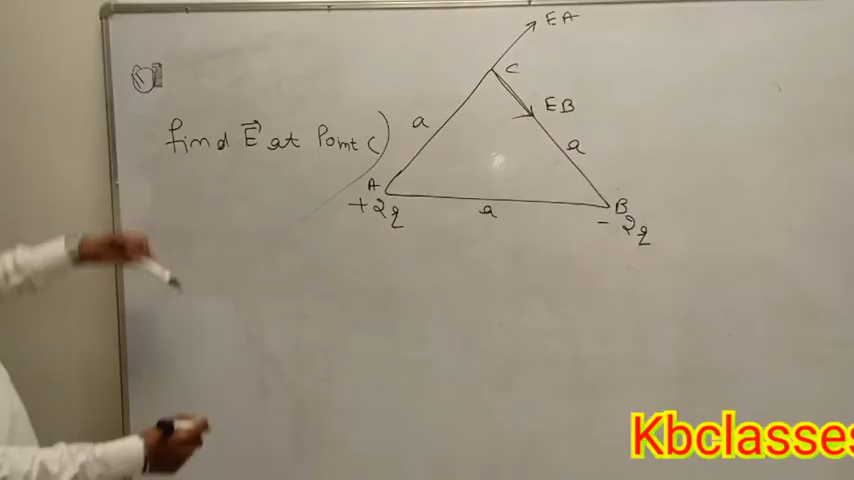 EA
C
Find E⃗ at Point C)
a
EB
a
A
+2q
a
B
-2q
Kbclasses